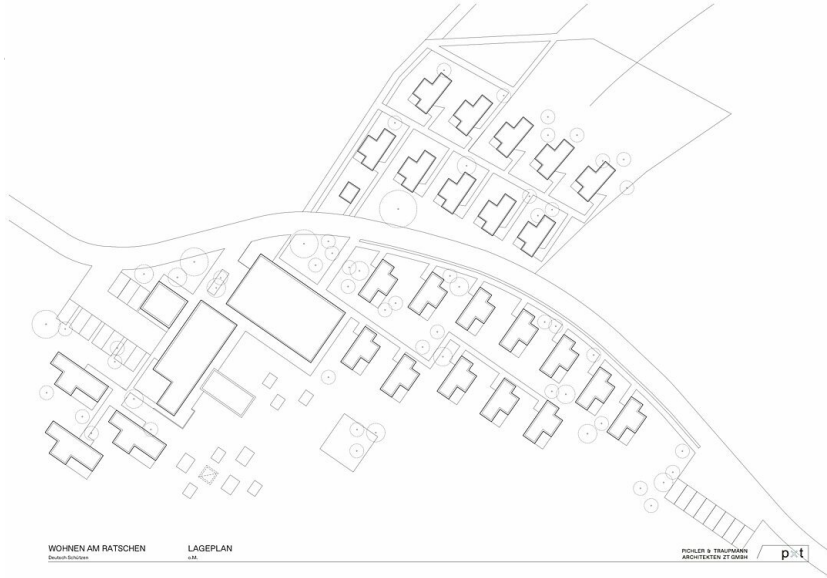 WOHNEN AM RATSCHEN
Deutsch Schützen
LAGEPLAN
o.M.
PICHLER & TRAUPMANN
ARCHITEKTEN ZT GMBH
pxt